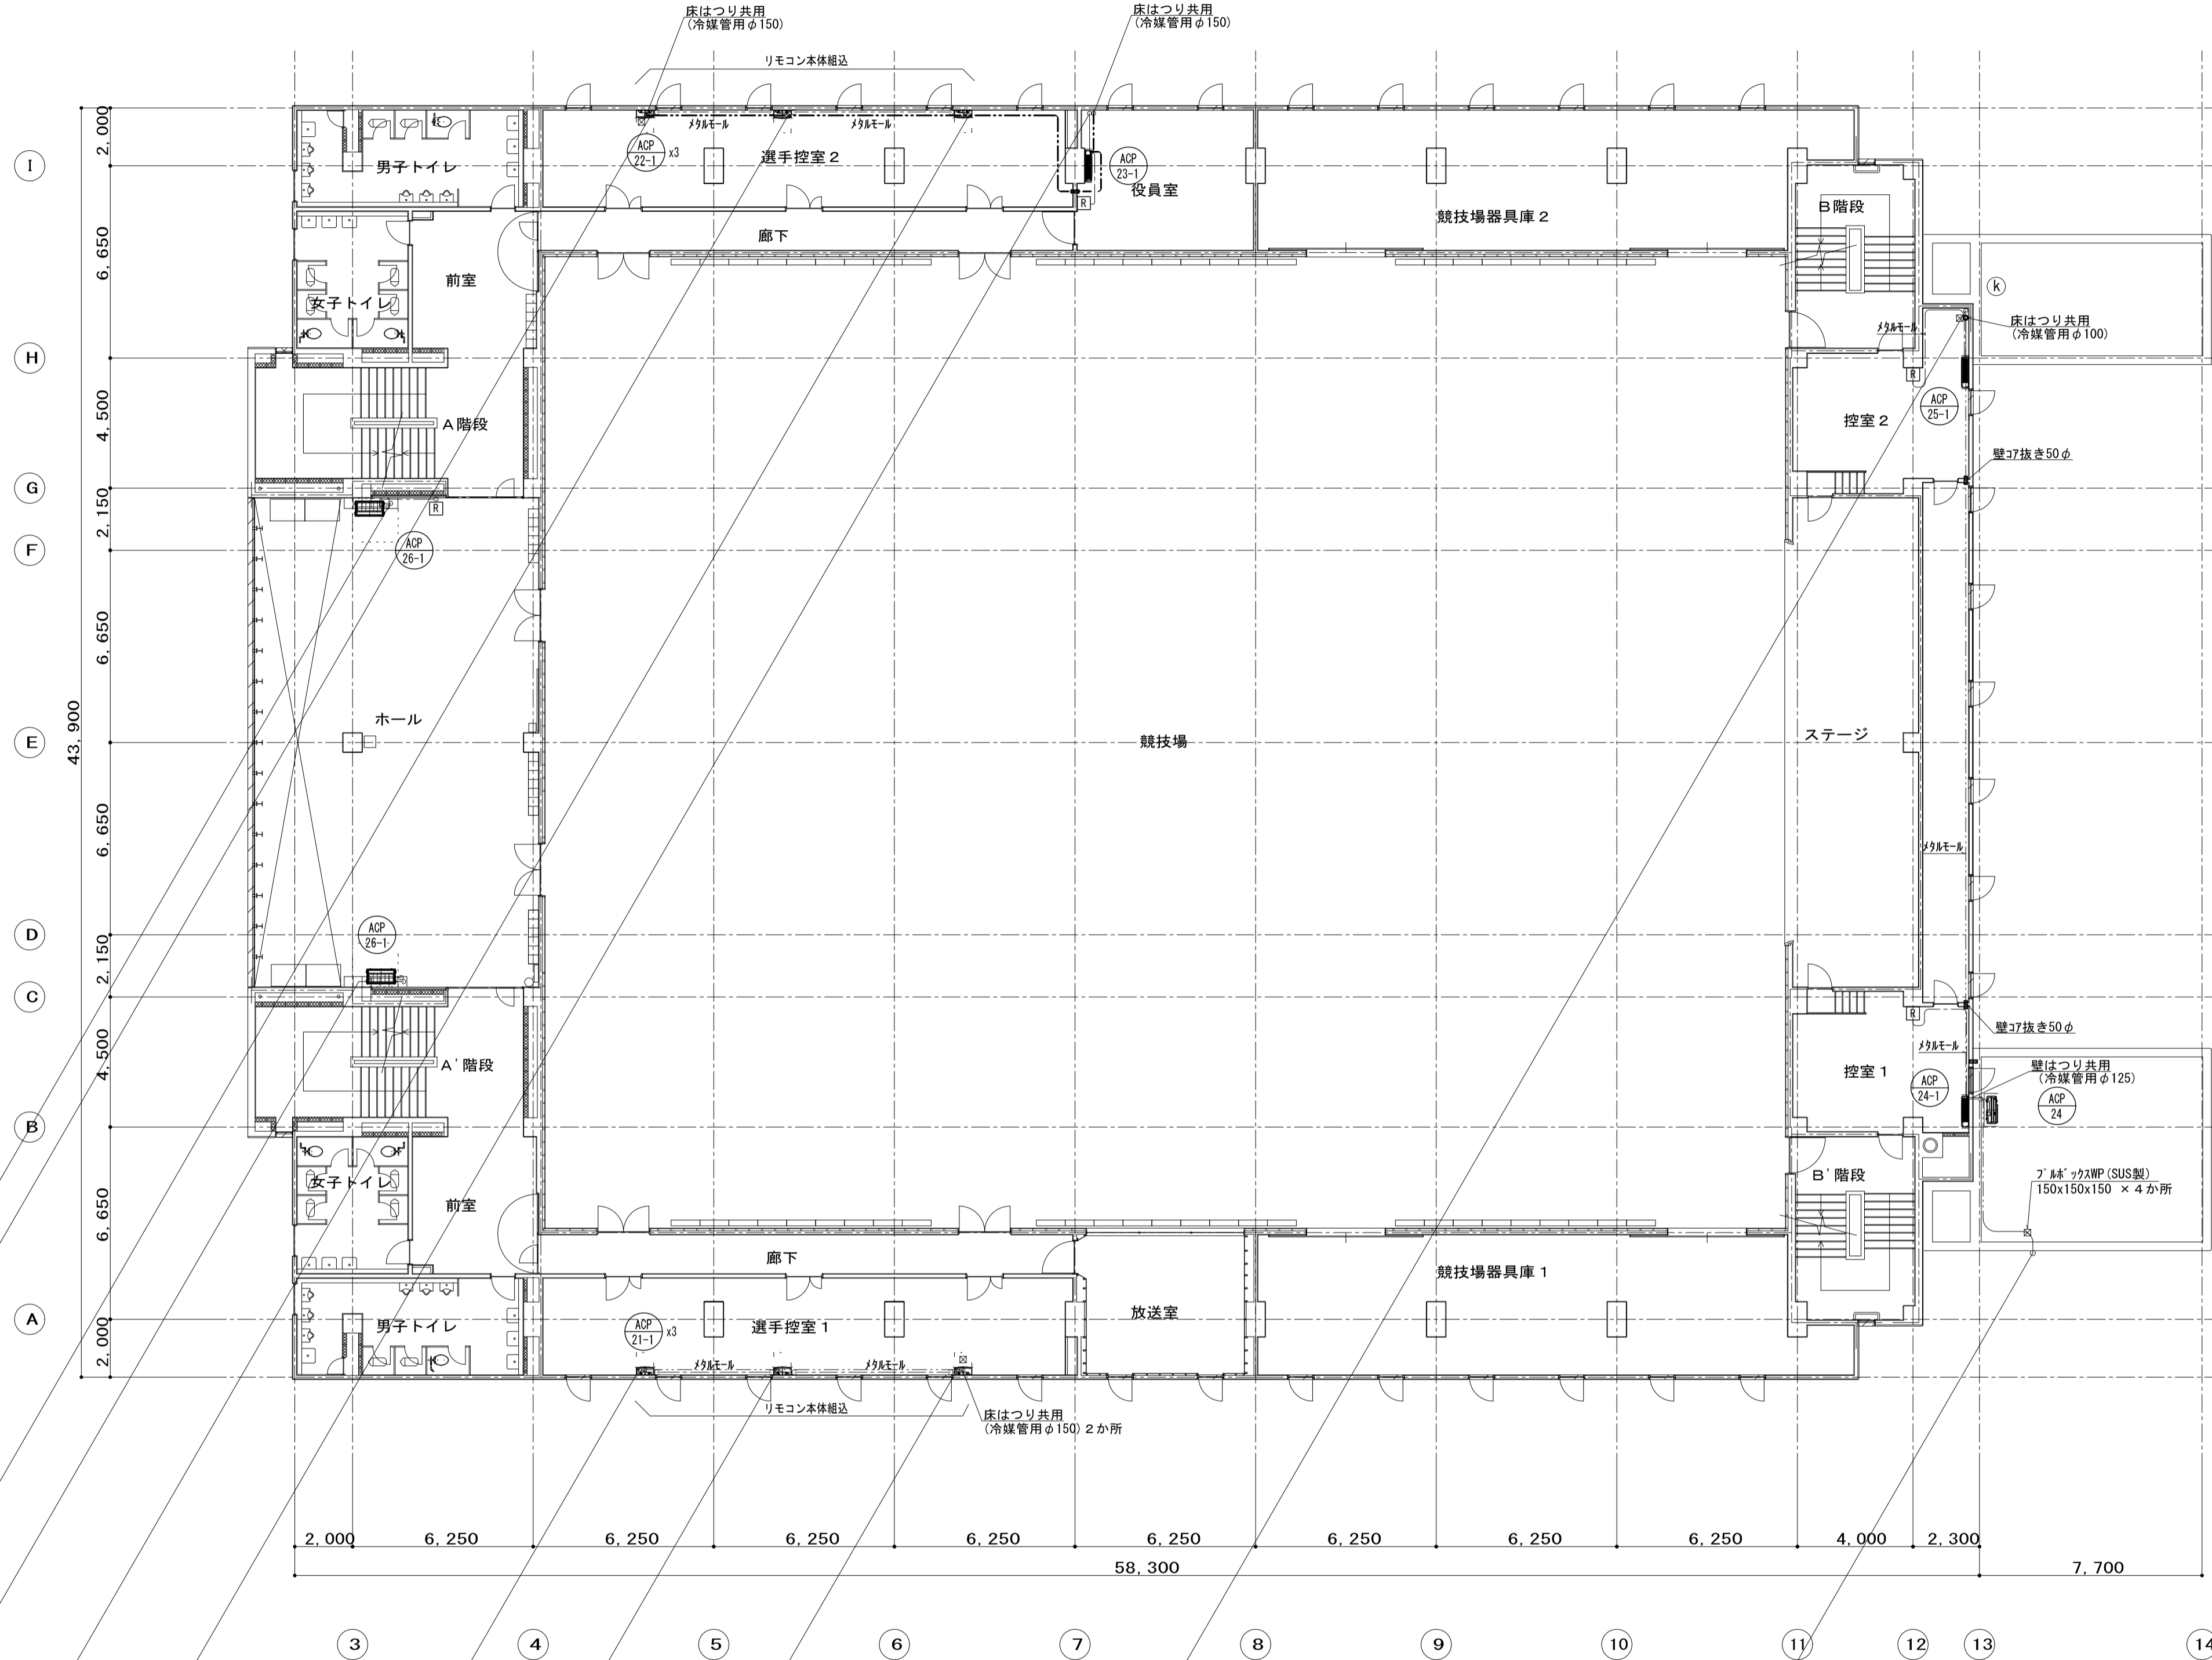 床はつり共用
(冷媒管用φ150)
床はつり共用
(冷媒管用φ150)
リモコン本体組込
2,000
メタルモール
メタルモール
ACP
22-1
x3
選手控室2
男子トイレ
I
ACP
23-1
役員室
R
競技場器具庫2
B階段
廊下
6,650
前室
女子トイレ
k
床はつり共用
(冷媒管用φ100)
メタルモール
H
R
ACP
25-1
控室2
4,500
A階段
壁コア抜き50φ
G
2,150
R
F
ACP
26-1
6,650
43,900
ホール
E
競技場
ステージ
6,650
メタルモール
D
ACP
26-1
2,150
C
R
壁コア抜き50φ
メタルモール
4,500
A'階段
控室1
ACP
24-1
壁はつり共用
(冷媒管用φ125)
ACP
24
B
女子トイレ
前室
B'階段
プルボックスWP(SUS製)
150x150x150 ×4か所
6,650
廊下
競技場器具庫1
A
男子トイレ
ACP
21-1
x3
選手控室1
放送室
2,000
メタルモール
メタルモール
リモコン本体組込
床はつり共用
(冷媒管用φ150)2か所
2,000
6,250
6,250
6,250
6,250
6,250
6,250
6,250
6,250
4,000
2,300
58,300
7,700
3
4
5
6
7
8
9
10
11
12
13
14